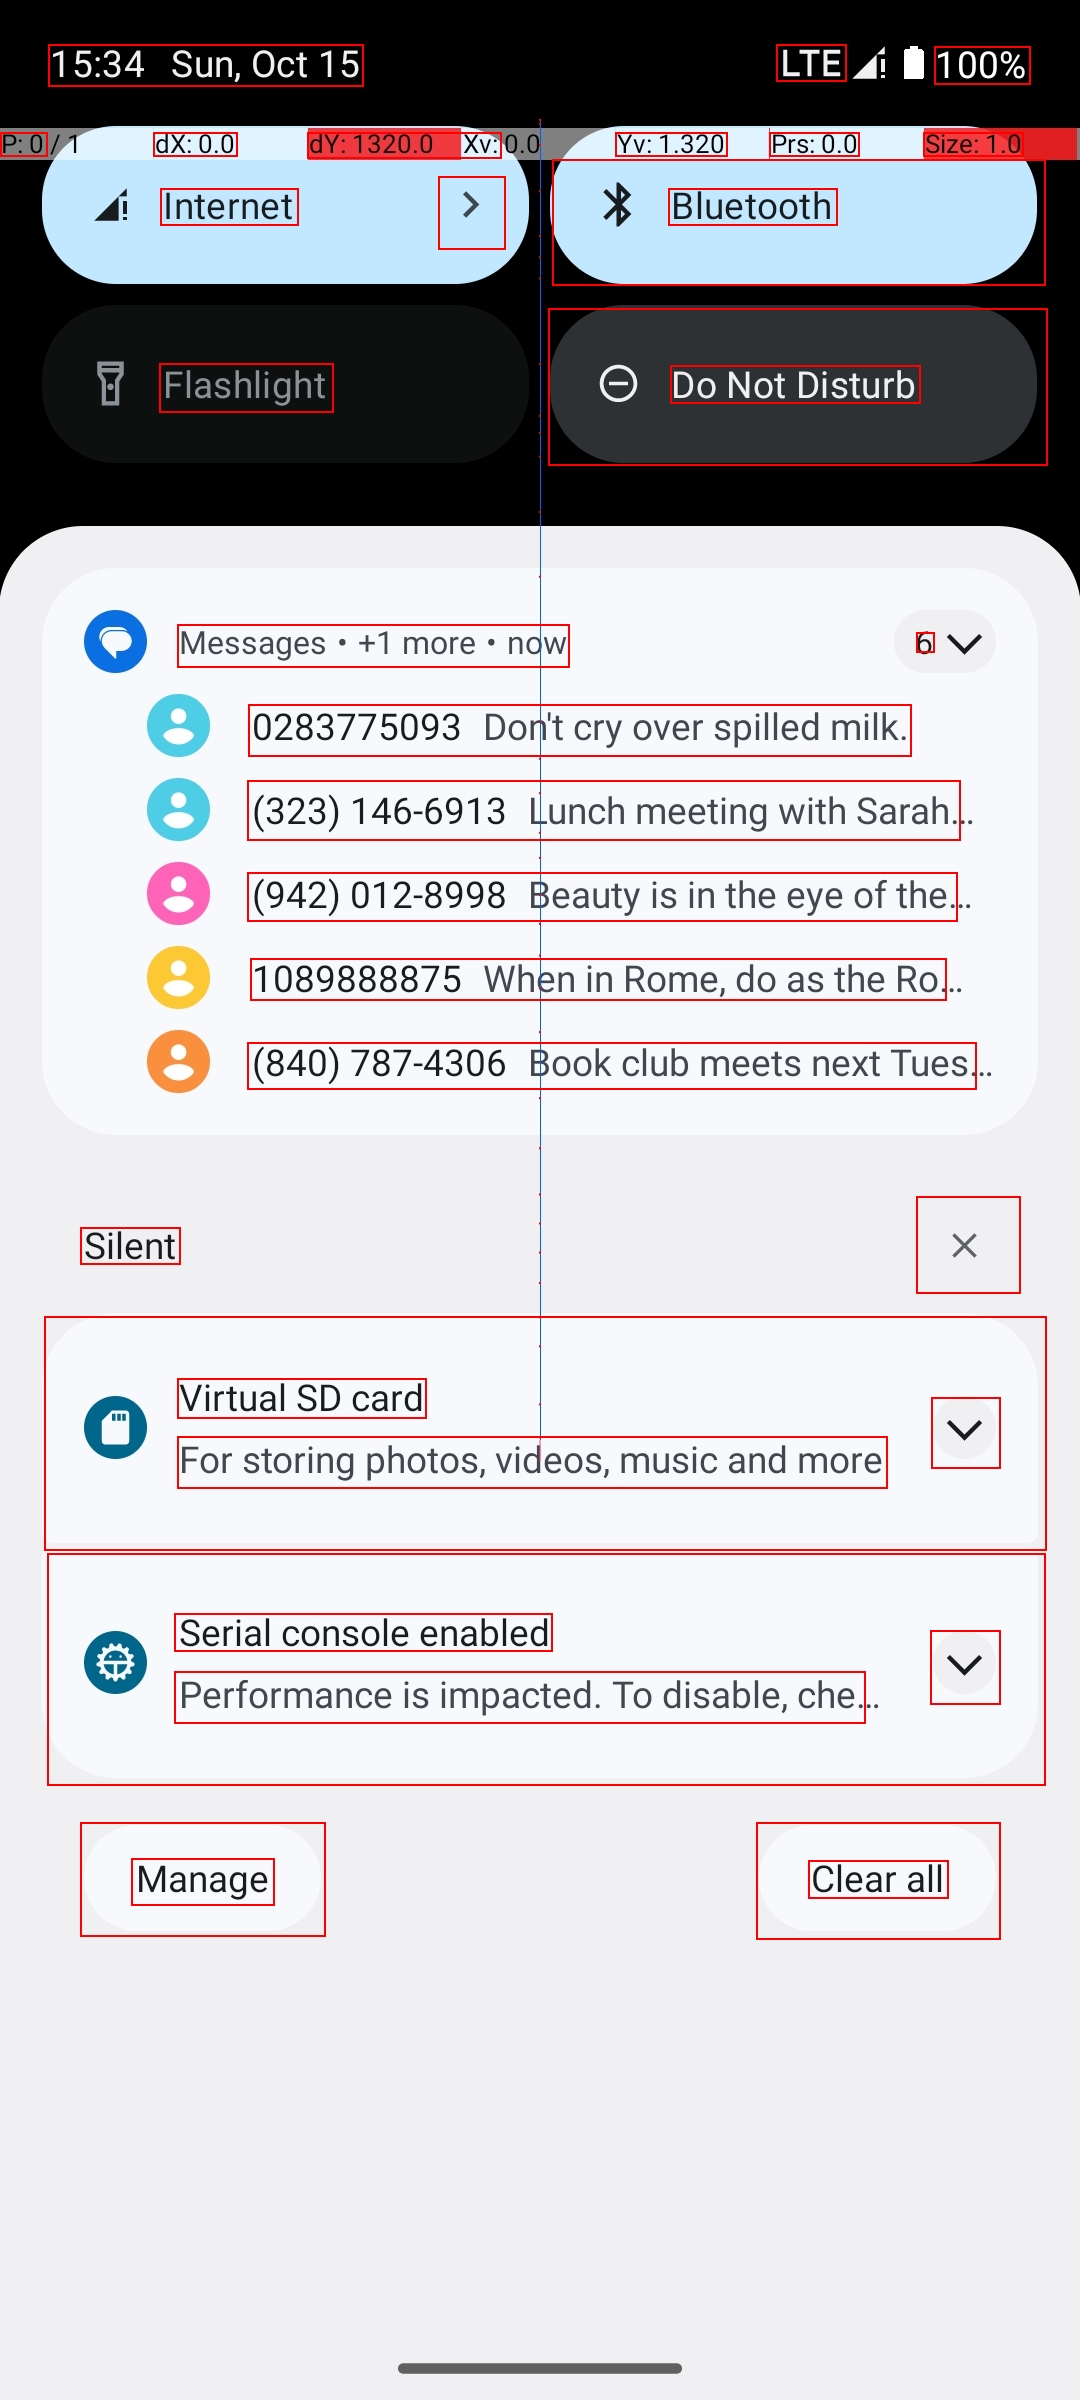 15:34 Sun, Oct 15 LTE 100%
P: 0 / 1 dX: 0.0 dY: 1320.0 Xv: 0.0 Yv: 1.320 Prs: 0.0 Size: 1.0
Internet Bluetooth
Flashlight Do Not Disturb
Messages • +1 more • now 6
0283775093 Don't cry over spilled milk.
(323) 146-6913 Lunch meeting with Sarah...
(942) 012-8998 Beauty is in the eye of the...
1089888875 When in Rome, do as the Ro...
(840) 787-4306 Book club meets next Tues...
Silent
Virtual SD card
For storing photos, videos, music and more
Serial console enabled
Performance is impacted. To disable, che...
Manage Clear all